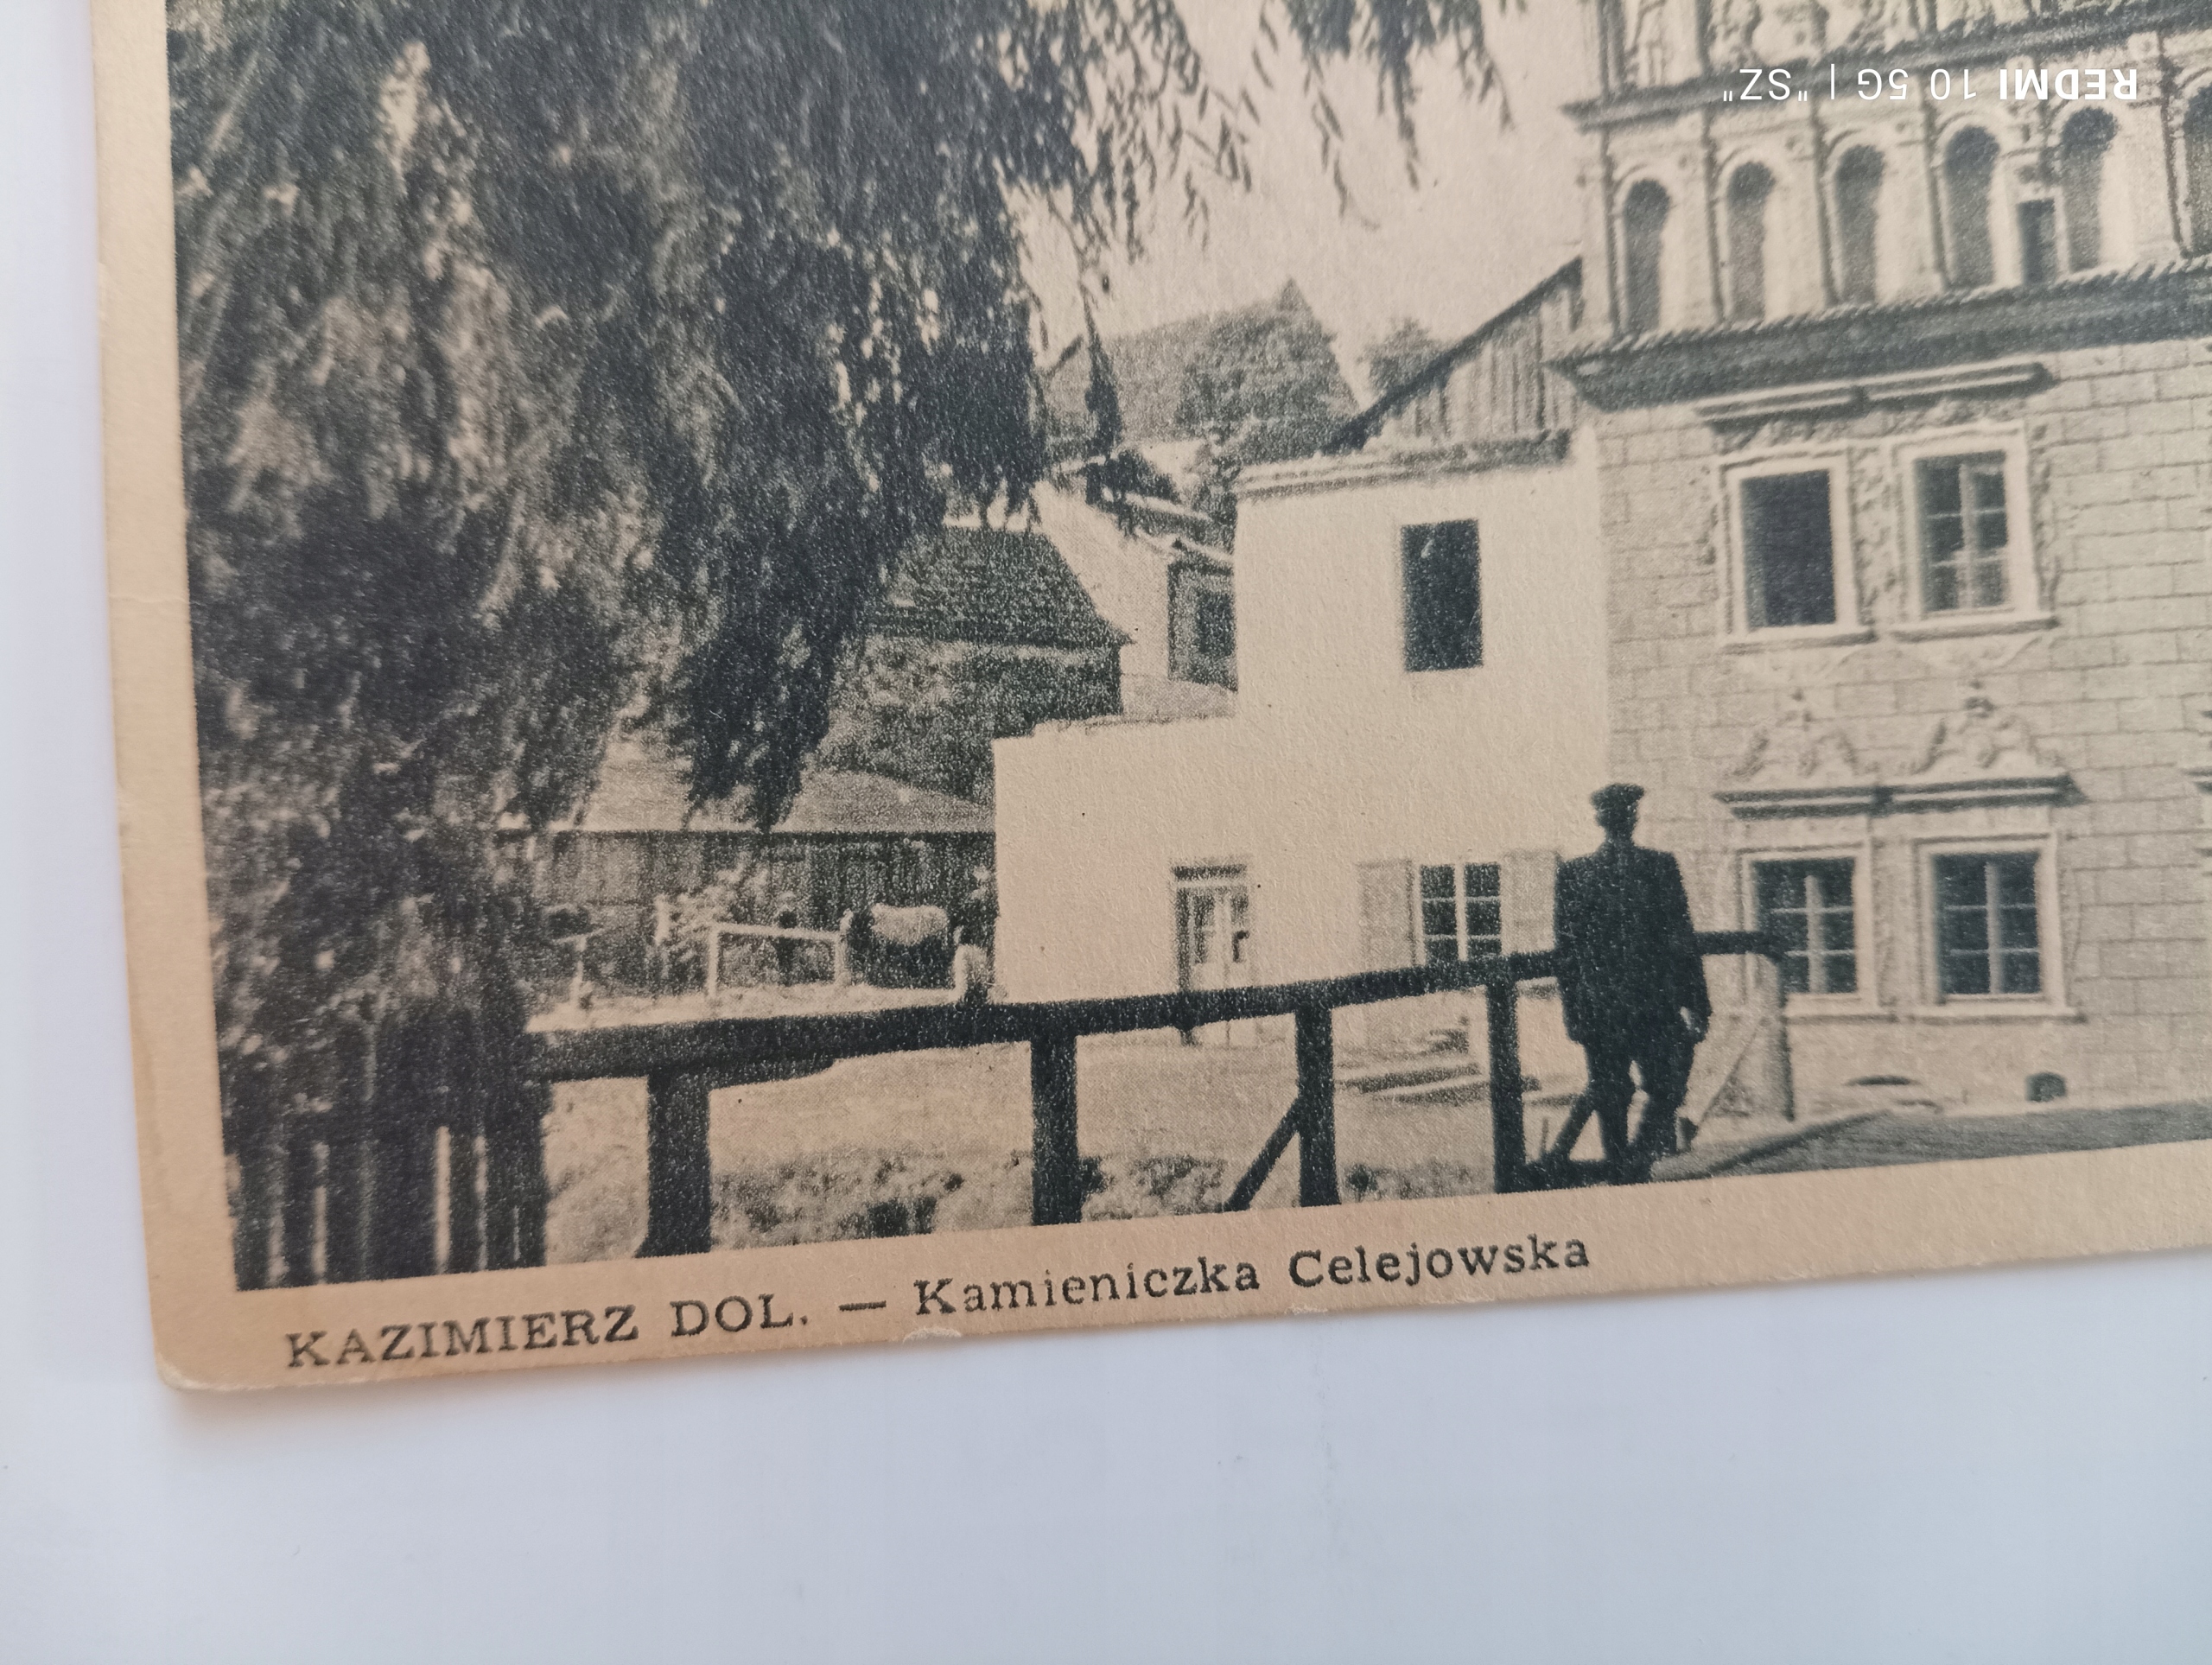 REDMI 10 5G | "SZ"
KAZIMIERZ DOL. — Kamieniczka Celejowska